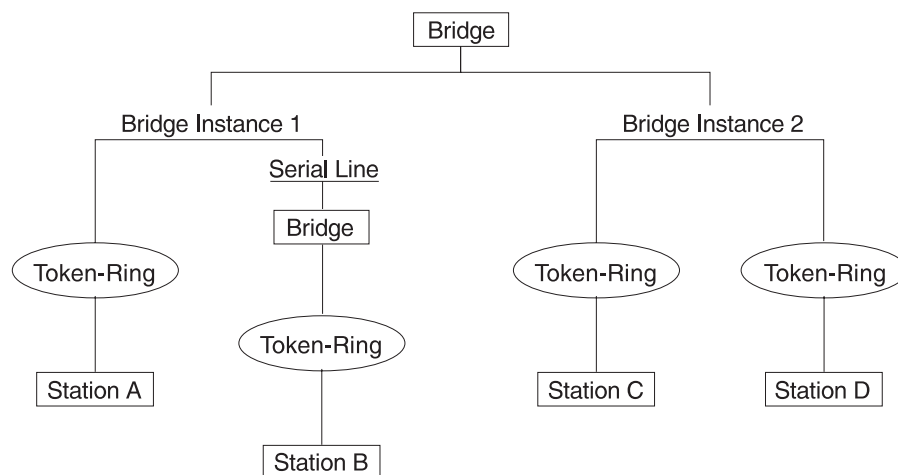 Bridge
Bridge Instance 1
Bridge Instance 2
Serial Line
Bridge
Token-Ring
Token-Ring
Token-Ring
Token-Ring
Station A
Station C
Station D
Station B